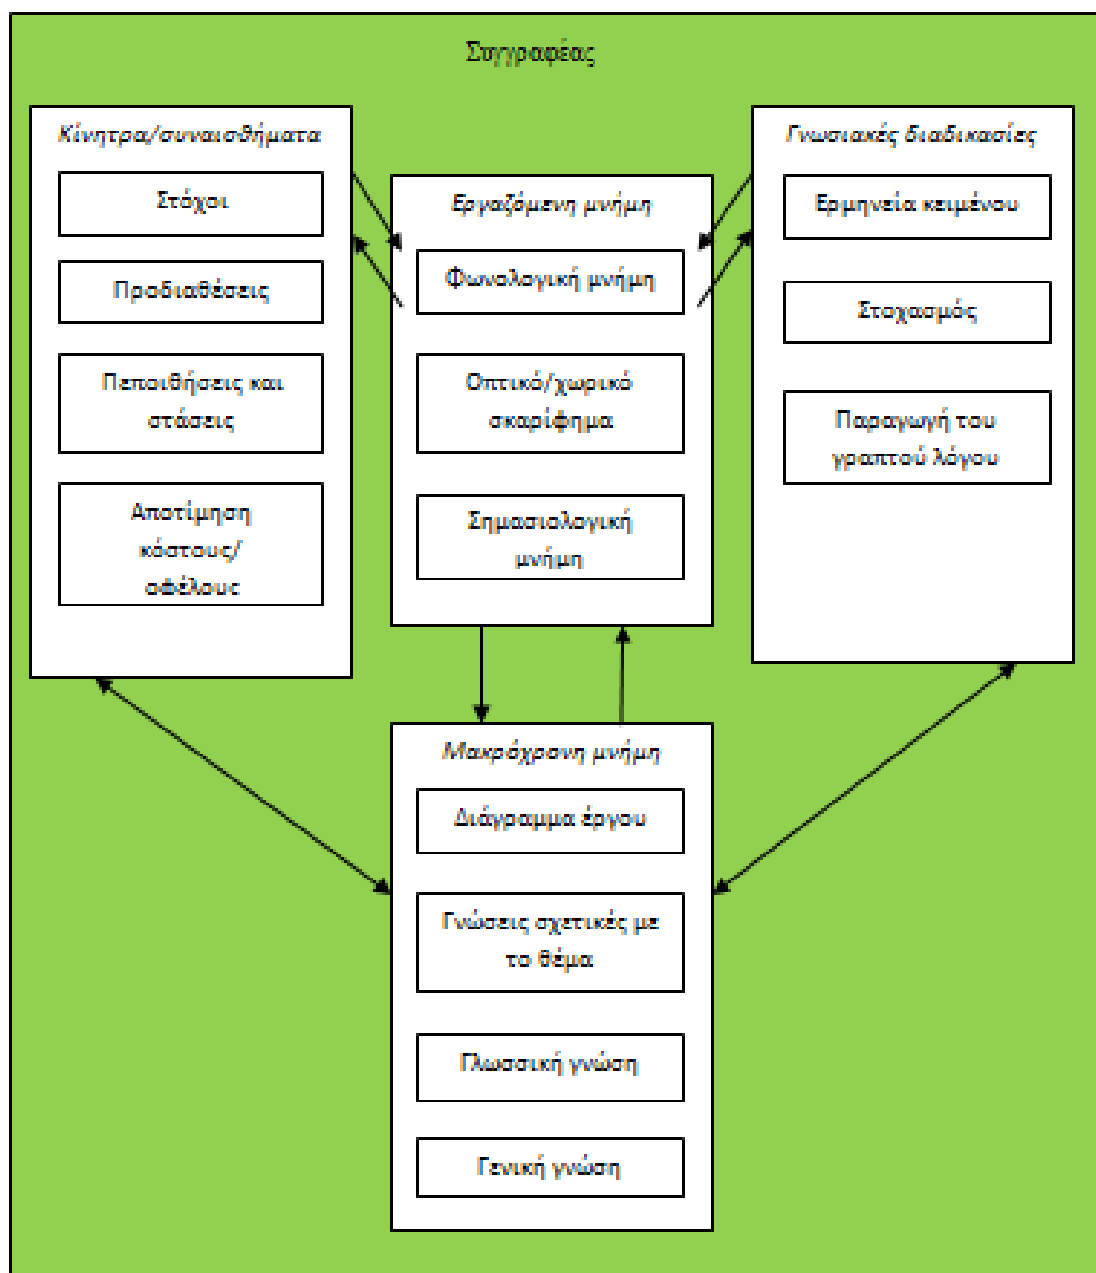 Συγγραφέας
Κίνητρα/συναισθήματα
Στόχοι
Προδιαθέσεις
Πεποιθήσεις και
στάσεις
Αποτίμηση
κόστους/
οφέλους
Εργαζόμενη μνήμη
Φωνολογική μνήμη
Οπτικό/χωρικό
σκαρίφημα
Σημασιολογική
μνήμη
Γνωσιακές διαδικασίες
Ερμηνεία κειμένου
Στοχασμός
Παραγωγή του
γραπτού λόγου
Μακρόχρονη μνήμη
Διάγραμμα έργου
Γνώσεις σχετικές με
το θέμα
Γλωσσική γνώση
Γενική γνώση